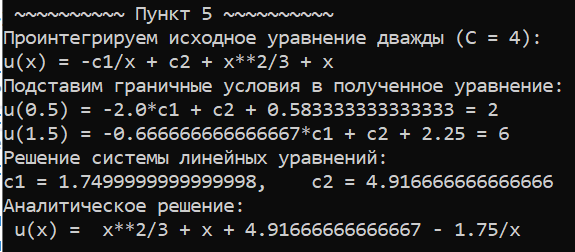 ~~~~~~~~~~ Пункт 5 ~~~~~~~~~~
Проинтегрируем исходное уравнение дважды (C = 4):
u(x) = -c1/x + c2 + x**2/3 + x
Подставим граничные условия в полученное уравнение:
u(0.5) = -2.0*c1 + c2 + 0.583333333333333 = 2
u(1.5) = -0.666666666666667*c1 + c2 + 2.25 = 6
Решение системы линейных уравнений:
c1 = 1.7499999999999998,    c2 = 4.916666666666666
Аналитическое решение:
u(x) =  x**2/3 + x + 4.91666666666667 - 1.75/x